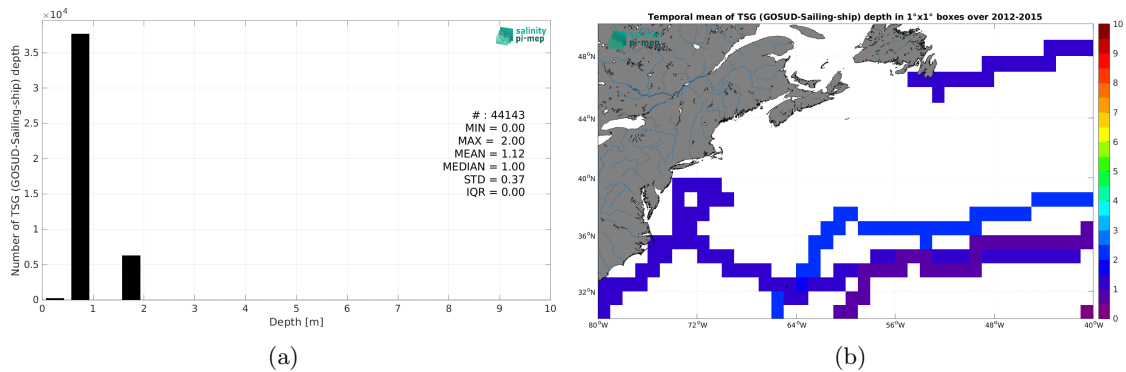 ×10⁴
3.5
3
2.5
2
1.5
1
0.5
0
0 1 2 3 4 5 6 7 8 9 10
Number of TSG (GOSUD-Sailing-ship) depth
Depth [m]
salinity
pi-mep
# : 44143
MIN = 0.00
MAX = 2.00
MEAN = 1.12
MEDIAN = 1.00
STD = 0.37
IQR = 0.00
(a)
Temporal mean of TSG (GOSUD-Sailing-ship) depth in 1°x1° boxes over 2012-2015
salinity
pi-mep
48°N
44°N
40°N
36°N
32°N
80°W 72°W 64°W 56°W 48°W 40°W
10
9
8
7
6
5
4
3
2
1
0
(b)